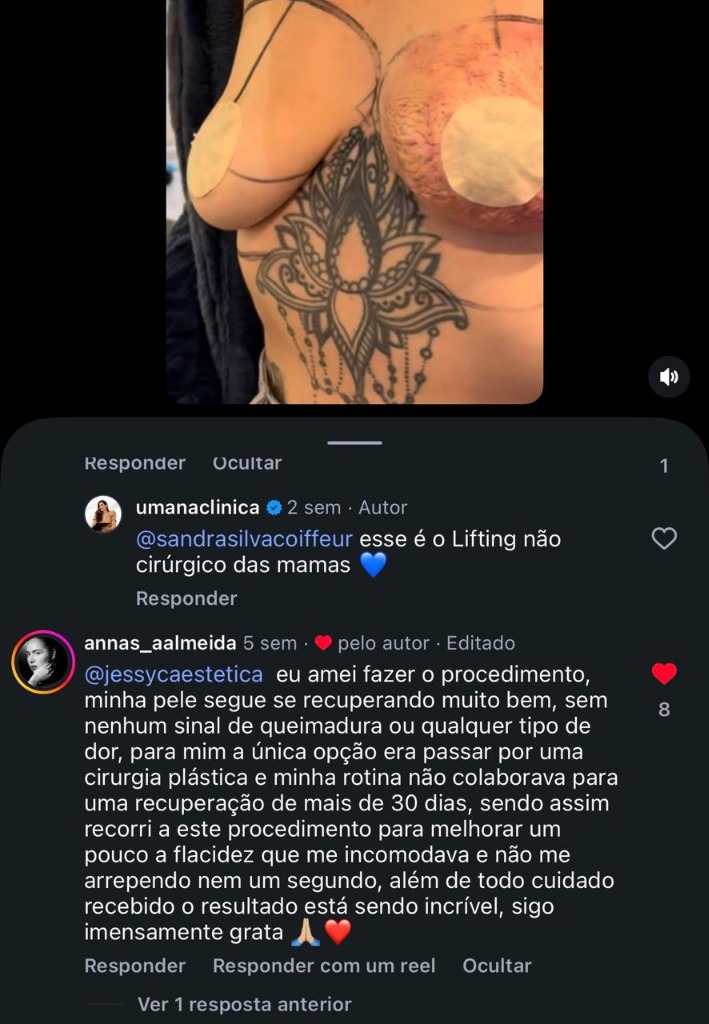 Responder Ocultar 1
umanaclinica 2 sem · Autor
@sandrasilvacoiffeur esse é o Lifting não
cirúrgico das mamas 💙
Responder
annas_aalmeida 5 sem · ❤️ pelo autor · Editado
@jessycaestetica eu amei fazer o procedimento,
minha pele segue se recuperando muito bem, sem
nenhum sinal de queimadura ou qualquer tipo de
dor, para mim a única opção era passar por uma
cirurgia plástica e minha rotina não colaborava para
uma recuperação de mais de 30 dias, sendo assim
recorri a este procedimento para melhorar um
pouco a flacidez que me incomodava e não me
arrependo nem um segundo, além de todo cuidado
recebido o resultado está sendo incrível, sigo
imensamente grata 🙏🏼❤️
8
Responder Responder com um reel Ocultar
Ver 1 resposta anterior